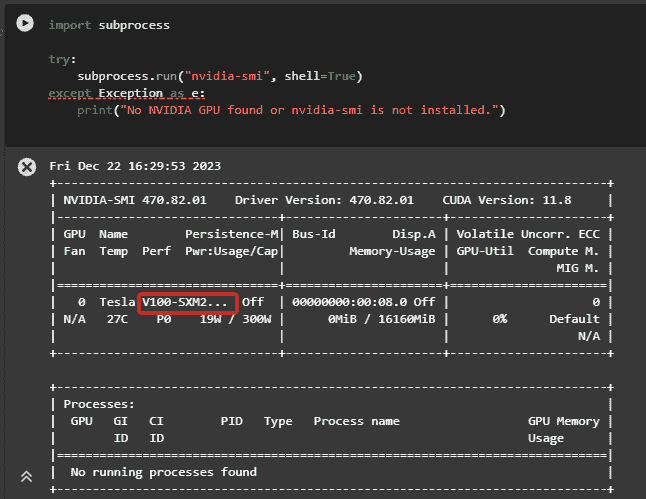 import subprocess
try:
    subprocess.run("nvidia-smi", shell=True)
except Exception as e:
    print("No NVIDIA GPU found or nvidia-smi is not installed.")
Fri Dec 22 16:29:53 2023
+-----------------------------------------------------------------------------+
| NVIDIA-SMI 470.82.01    Driver Version: 470.82.01    CUDA Version: 11.8     |
|-------------------------------+----------------------+----------------------+
| GPU  Name        Persistence-M| Bus-Id        Disp.A | Volatile Uncorr. ECC |
| Fan  Temp  Perf  Pwr:Usage/Cap|         Memory-Usage | GPU-Util  Compute M. |
|                               |                      |               MIG M. |
|===============================+======================+======================|
|   0  Tesla V100-SXM2...  Off  | 00000000:00:08.0 Off |                    0 |
| N/A   27C    P0    19W / 300W |      0MiB / 16160MiB |      0%      Default |
|                               |                      |                  N/A |
+-------------------------------+----------------------+----------------------+
+-----------------------------------------------------------------------------+
| Processes:                                                                  |
|  GPU   GI   CI        PID   Type   Process name                  GPU Memory |
|        ID   ID                                                   Usage      |
|=============================================================================|
|  No running processes found                                                 |
+-----------------------------------------------------------------------------+